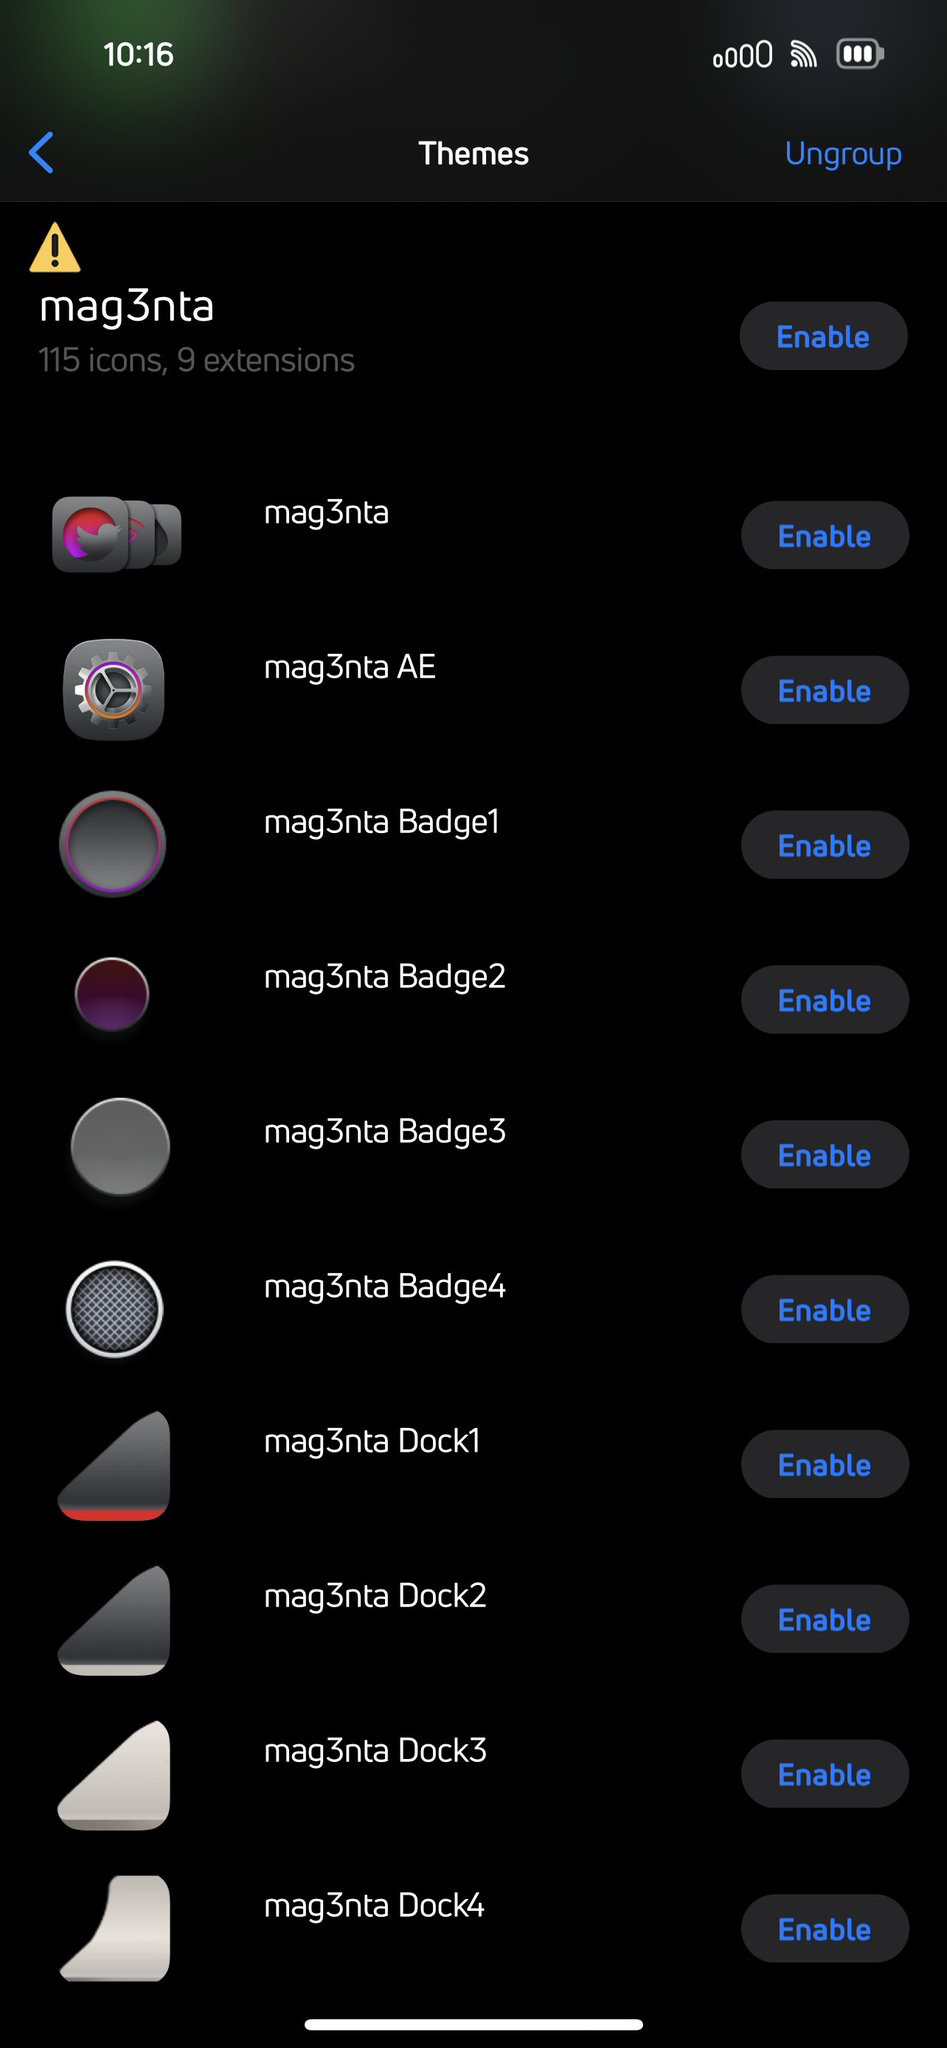 10:16
Themes
Ungroup
mag3nta
115 icons, 9 extensions
Enable
mag3nta
Enable
mag3nta AE
Enable
mag3nta Badge1
Enable
mag3nta Badge2
Enable
mag3nta Badge3
Enable
mag3nta Badge4
Enable
mag3nta Dock1
Enable
mag3nta Dock2
Enable
mag3nta Dock3
Enable
mag3nta Dock4
Enable